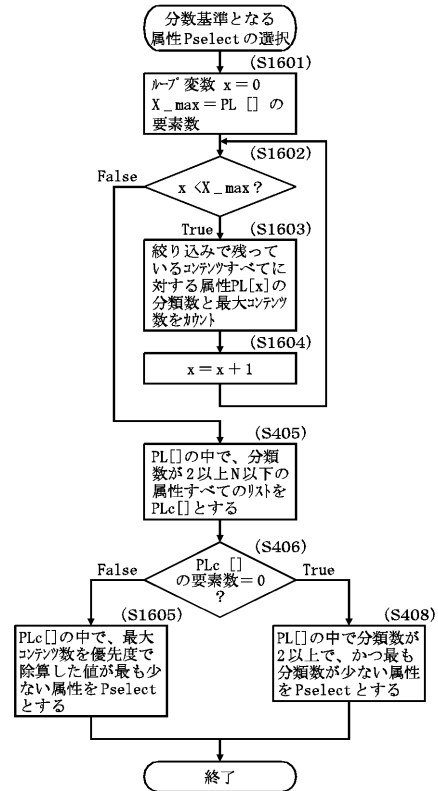 分数基準となる
属性Pselectの選択
(S1601)
ﾙｰﾌﾟ変数 x=0
X_max=PL [] の
要素数
(S1602)
False
x <X_max?
True
(S1603)
絞り込みで残って
いるｺﾝﾃﾝﾂすべてに
対する属性PL[x]の
分類数と最大ｺﾝﾃﾝﾂ
数をｶｳﾝﾄ
(S1604)
x=x+1
(S405)
PL[]の中で、分類
数が2以上N以下の
属性すべてのﾘｽﾄを
PLc[]とする
(S406)
False
PLc []
の要素数=0
?
True
(S1605)
(S408)
PLc[]の中で、最大
ｺﾝﾃﾝﾂ数を優先度で
除算した値が最も少
ない属性をPselect
とする
PL[]の中で分類数が
2以上で、かつ最も
分類数が少ない属性
をPselectとする
終了